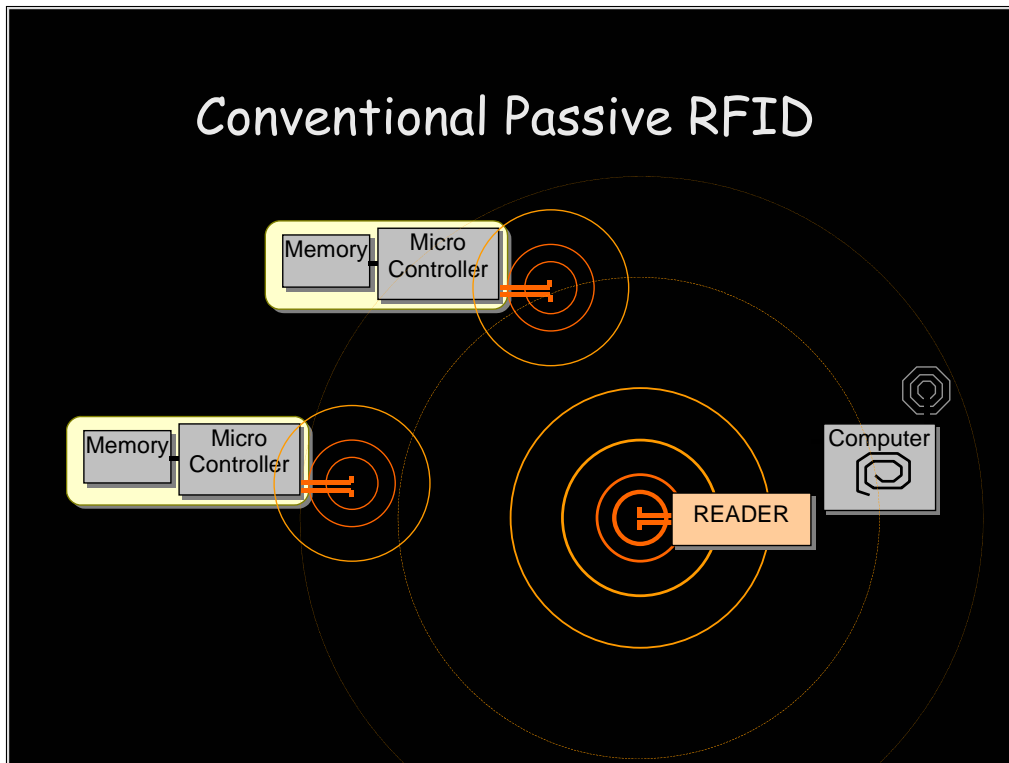 Conventional Passive RFID
Memory
Micro
Controller
Memory
Micro
Controller
Computer
READER